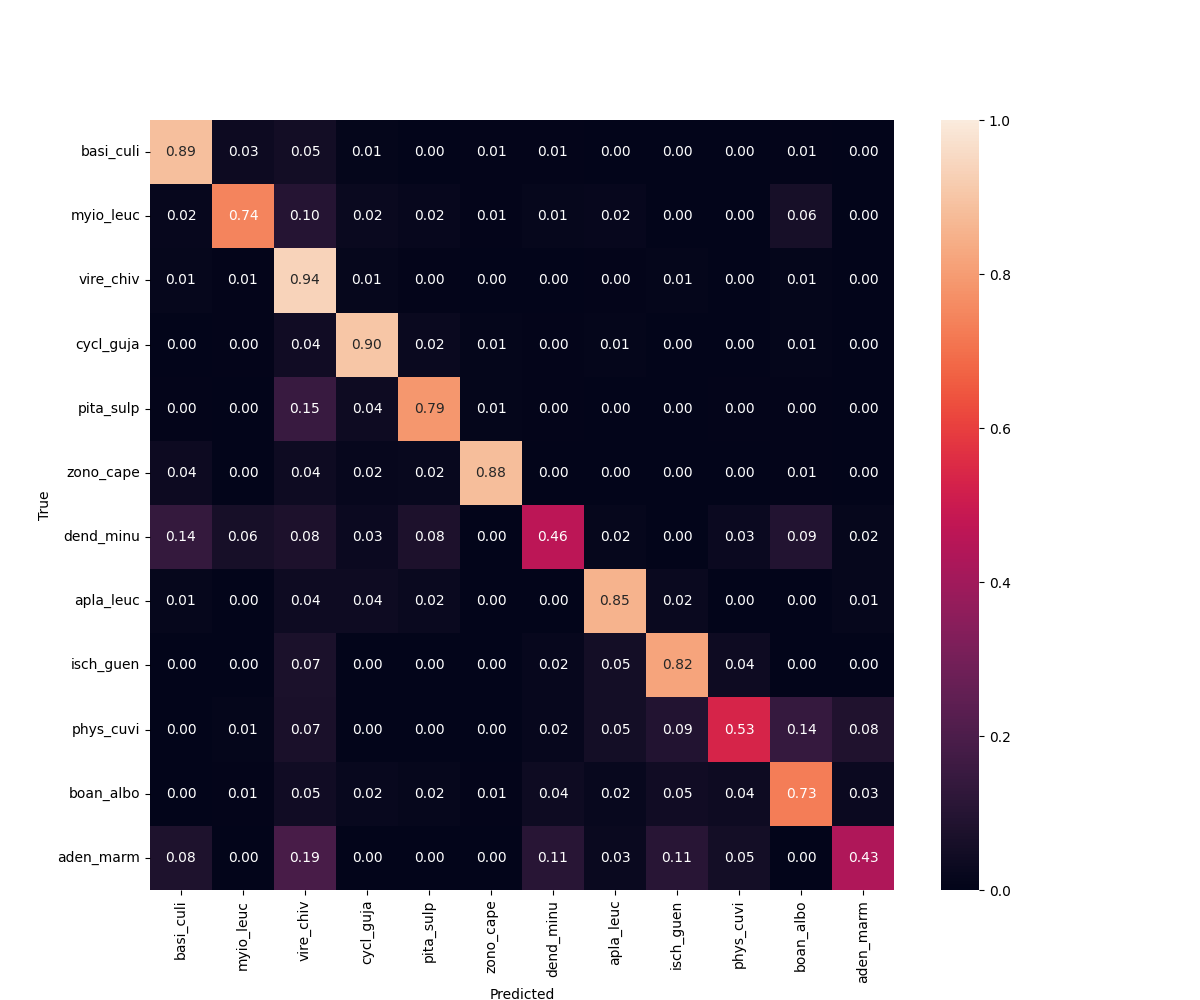 basi_culi 0.89 0.03 0.05 0.01 0.00 0.01 0.01 0.00 0.00 0.00 0.01 0.00
myio_leuc 0.02 0.74 0.10 0.02 0.02 0.01 0.01 0.02 0.00 0.00 0.06 0.00
vire_chiv 0.01 0.01 0.94 0.01 0.00 0.00 0.00 0.00 0.01 0.00 0.01 0.00
cycl_guja 0.00 0.00 0.04 0.90 0.02 0.01 0.00 0.01 0.00 0.00 0.01 0.00
pita_sulp 0.00 0.00 0.15 0.04 0.79 0.01 0.00 0.00 0.00 0.00 0.00 0.00
zono_cape 0.04 0.00 0.04 0.02 0.02 0.88 0.00 0.00 0.00 0.00 0.01 0.00
dend_minu 0.14 0.06 0.08 0.03 0.08 0.00 0.46 0.02 0.00 0.03 0.09 0.02
apla_leuc 0.01 0.00 0.04 0.04 0.02 0.00 0.00 0.85 0.02 0.00 0.00 0.01
isch_guen 0.00 0.00 0.07 0.00 0.00 0.00 0.02 0.05 0.82 0.04 0.00 0.00
phys_cuvi 0.00 0.01 0.07 0.00 0.00 0.00 0.02 0.05 0.09 0.53 0.14 0.08
boan_albo 0.00 0.01 0.05 0.02 0.02 0.01 0.04 0.02 0.05 0.04 0.73 0.03
aden_marm 0.08 0.00 0.19 0.00 0.00 0.00 0.11 0.03 0.11 0.05 0.00 0.43
basi_culi myio_leuc vire_chiv cycl_guja pita_sulp zono_cape dend_minu apla_leuc isch_guen phys_cuvi boan_albo aden_marm
Predicted
True
1.0
0.8
0.6
0.4
0.2
0.0